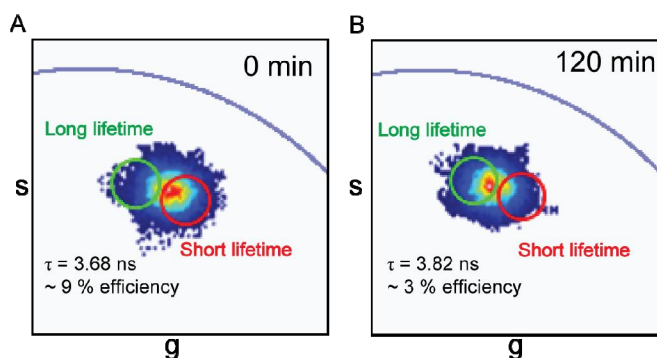 A
0 min
Long lifetime
s
Short lifetime
τ = 3.68 ns
~ 9 % efficiency
g
B
120 min
Long lifetime
s
Short lifetime
τ = 3.82 ns
~ 3 % efficiency
g